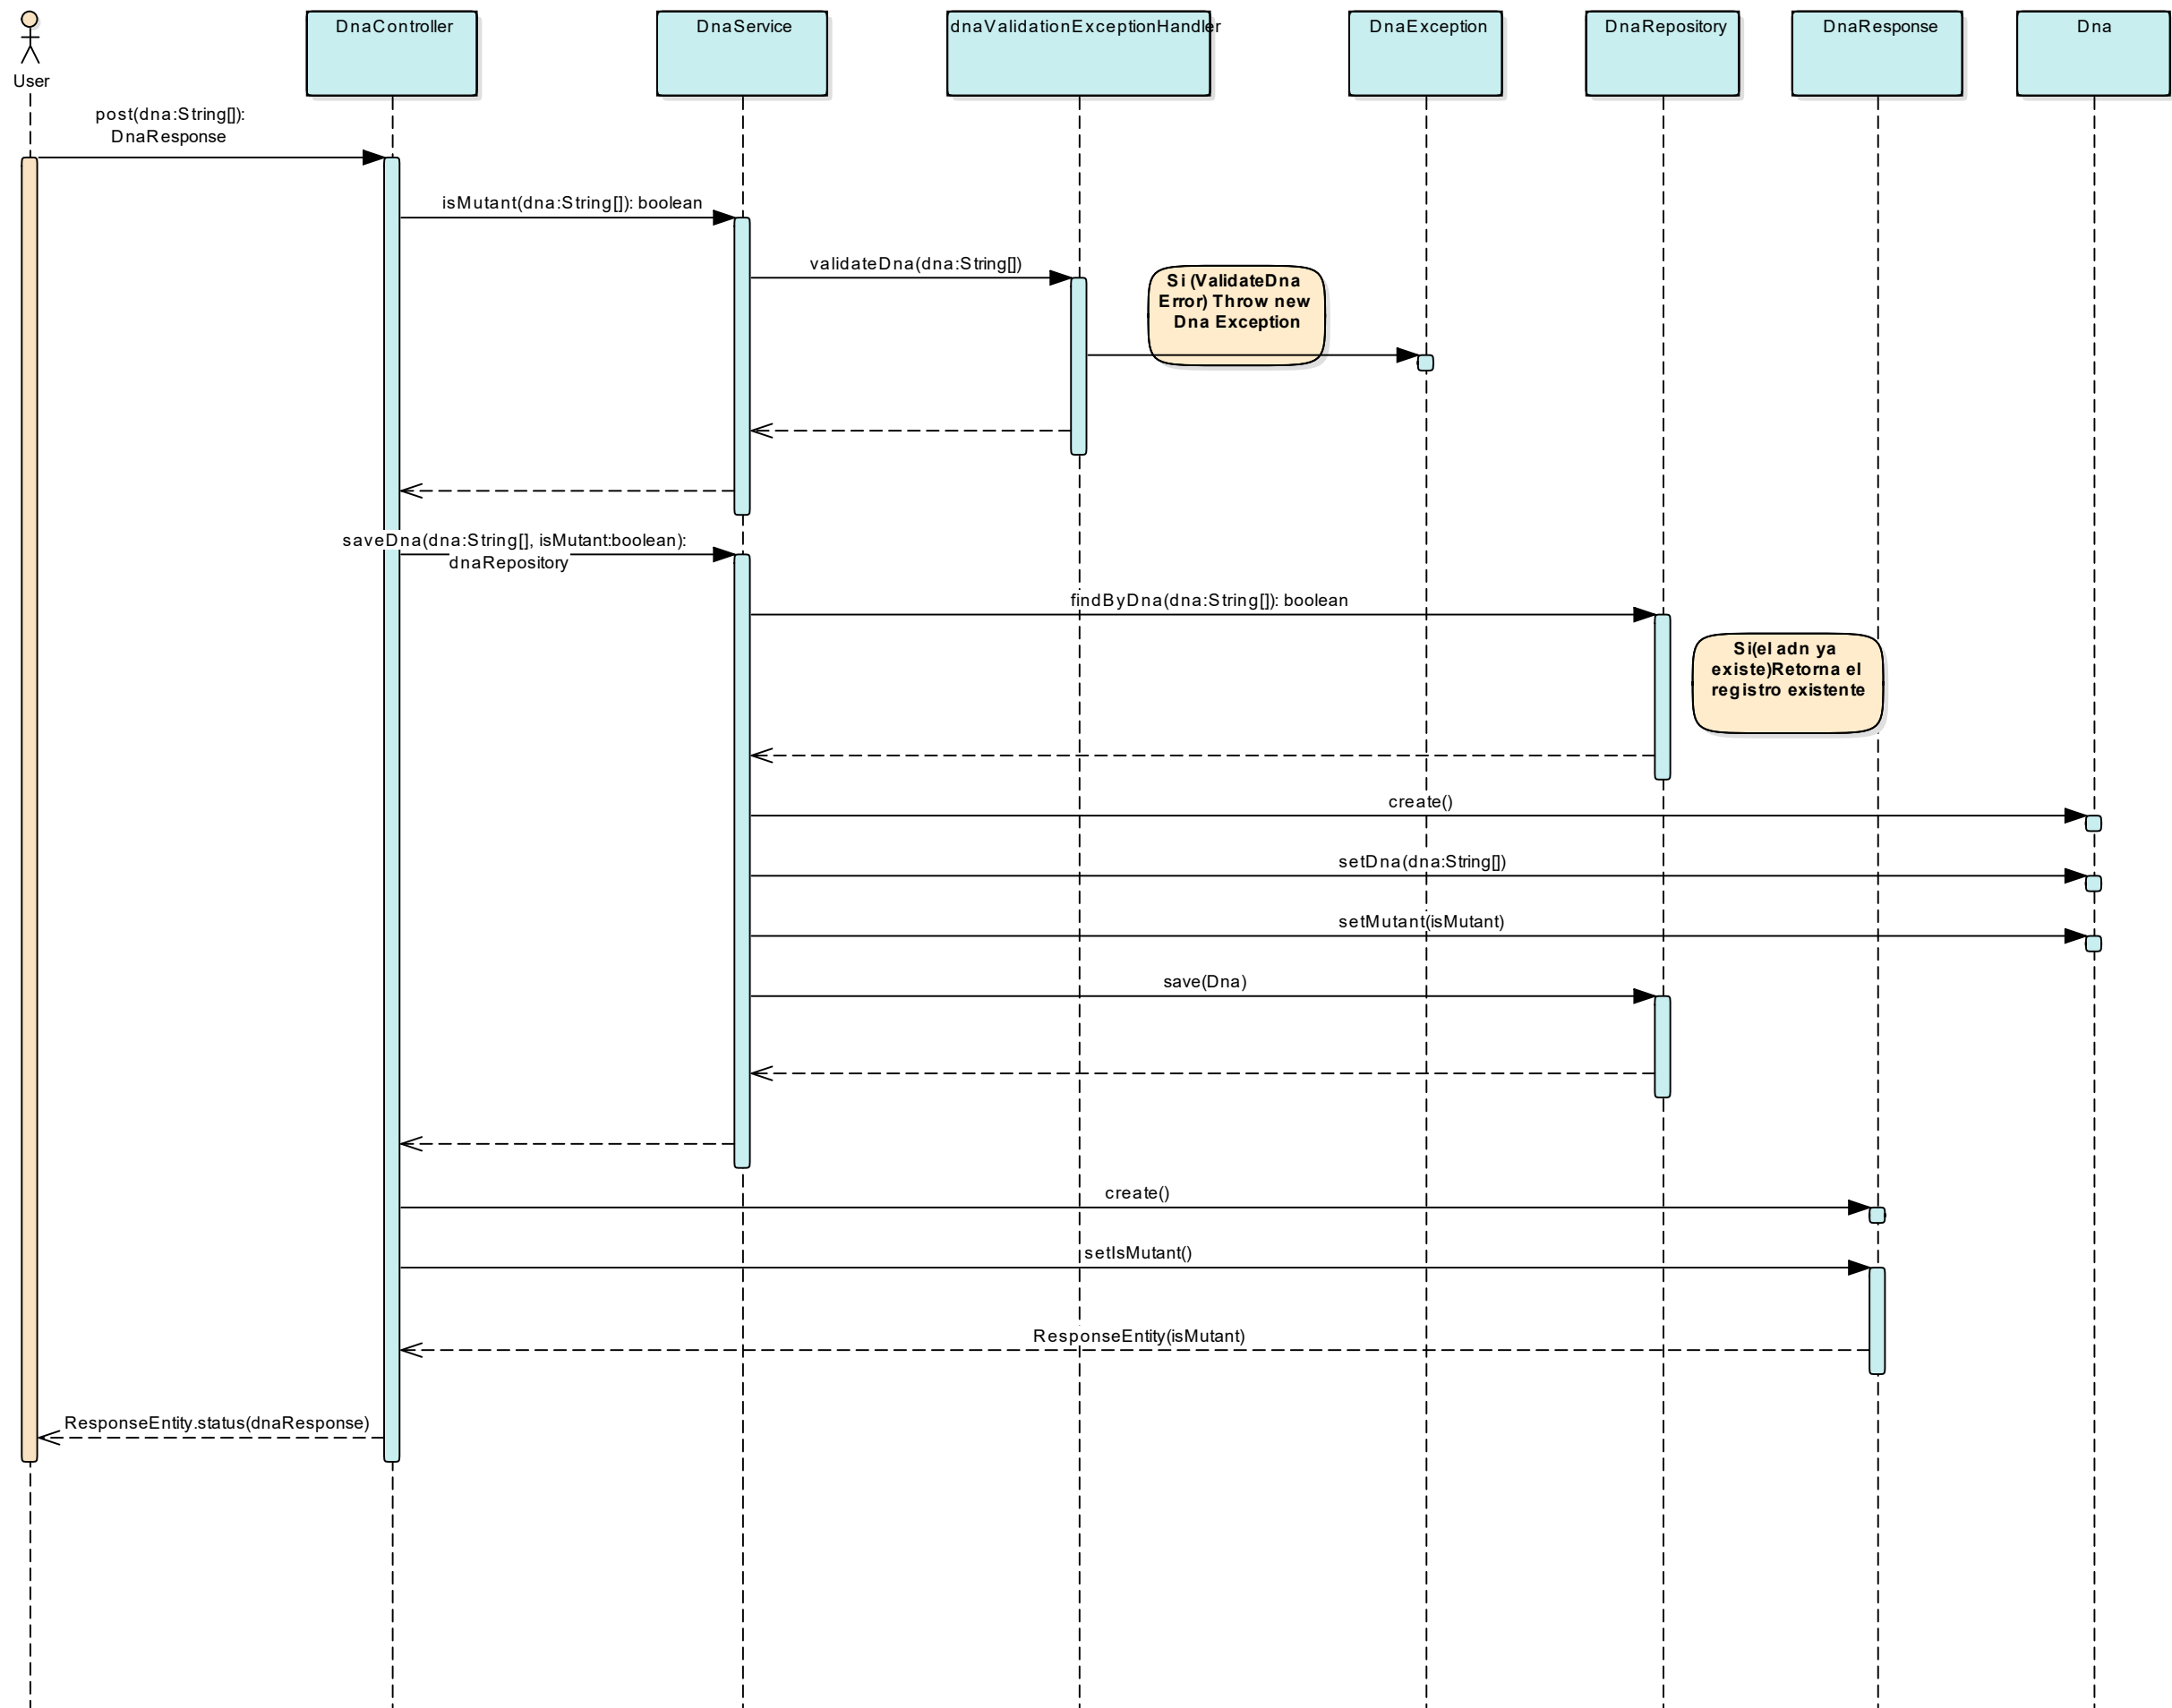 DnaController
DnaService
dnaValidationExceptionHandler
DnaException
DnaRepository
DnaResponse
Dna
User
post(dna:String[]):
DnaResponse
isMutant(dna:String[]): boolean
validateDna(dna:String[])
Si (ValidateDna
Error) Throw new
Dna Exception
saveDna(dna:String[], isMutant:boolean):
dnaRepository
findByDna(dna:String[]): boolean
Si(el adn ya
existe)Retorna el
registro existente
create()
setDna(dna:String[])
setMutant(isMutant)
save(Dna)
create()
setIsMutant()
ResponseEntity(isMutant)
ResponseEntity.status(dnaResponse)